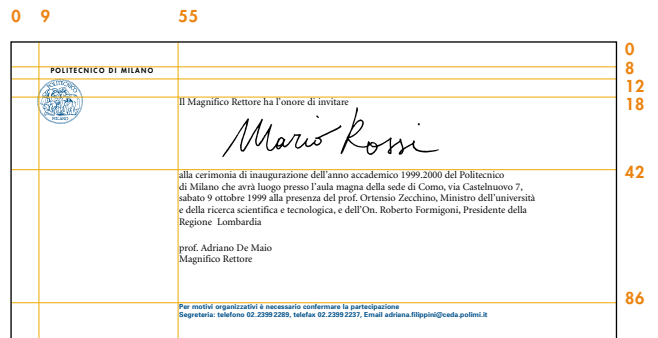 0 9 55
0
8
POLITECNICO DI MILANO
12
18
POLITECNICO
MILANO
Il Magnifico Rettore ha l'onore di invitare
Mario Rossi
42
alla cerimonia di inaugurazione dell'anno accademico 1999.2000 del Politecnico
di Milano che avrà luogo presso l'aula magna della sede di Como, via Castelnuovo 7,
sabato 9 ottobre 1999 alla presenza del prof. Ortensio Zecchino, Ministro dell'università
e della ricerca scientifica e tecnologica, e dell'On. Roberto Formigoni, Presidente della
Regione Lombardia
prof. Adriano De Maio
Magnifico Rettore
86
Per motivi organizzativi è necessario confermare la partecipazione
Segreteria: telefono 02.23992289, telefax 02.23992237, Email adriana.filippini@ceda.polimi.it